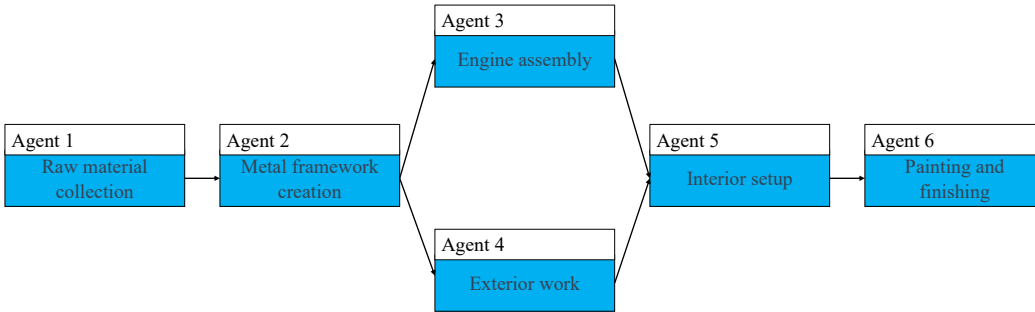 Agent 1
Raw material
collection
Agent 2
Metal framework
creation
Agent 3
Engine assembly
Agent 4
Exterior work
Agent 5
Interior setup
Agent 6
Painting and
finishing